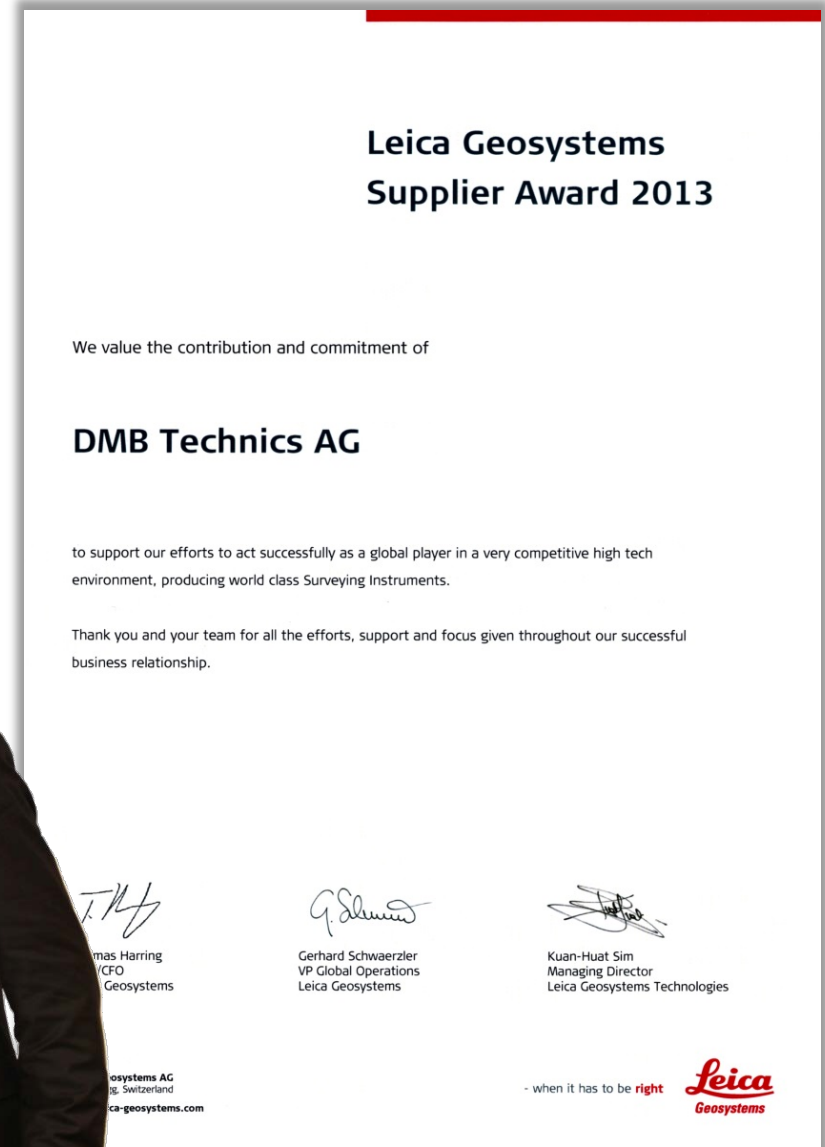 Leica Geosystems
Supplier Award 2013
We value the contribution and commitment of
DMB Technics AG
to support our efforts to act successfully as a global player in a very competitive high tech
environment, producing world class Surveying Instruments.
Thank you and your team for all the efforts, support and focus given throughout our successful
business relationship.
mas Harring
/CFO
Geosystems
Gerhard Schwaerzler
VP Global Operations
Leica Geosystems
Kuan-Huat Sim
Managing Director
Leica Geosystems Technologies
osystems AG
g, Switzerland
ca-geosystems.com
- when it has to be right
Leica
Geosystems